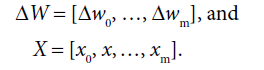 ΔW = [Δw₀, …, Δwₘ], and
X = [x₀, x, …, xₘ].